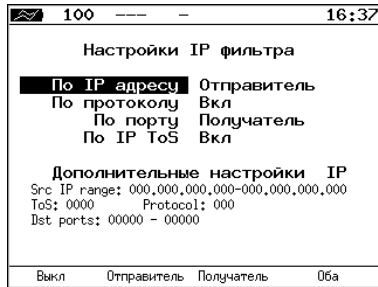 100 --- - 16:37
Настройки IP фильтра
По IP адресу Отправитель
По протоколу Вкл
По порту Получатель
По IP ToS Вкл
Дополнительные настройки IP
Src IP range: 000.000.000.000-000.000.000.000
ToS: 0000 Protocol: 000
Dst ports: 00000 - 00000
Выкл Отправитель Получатель Оба